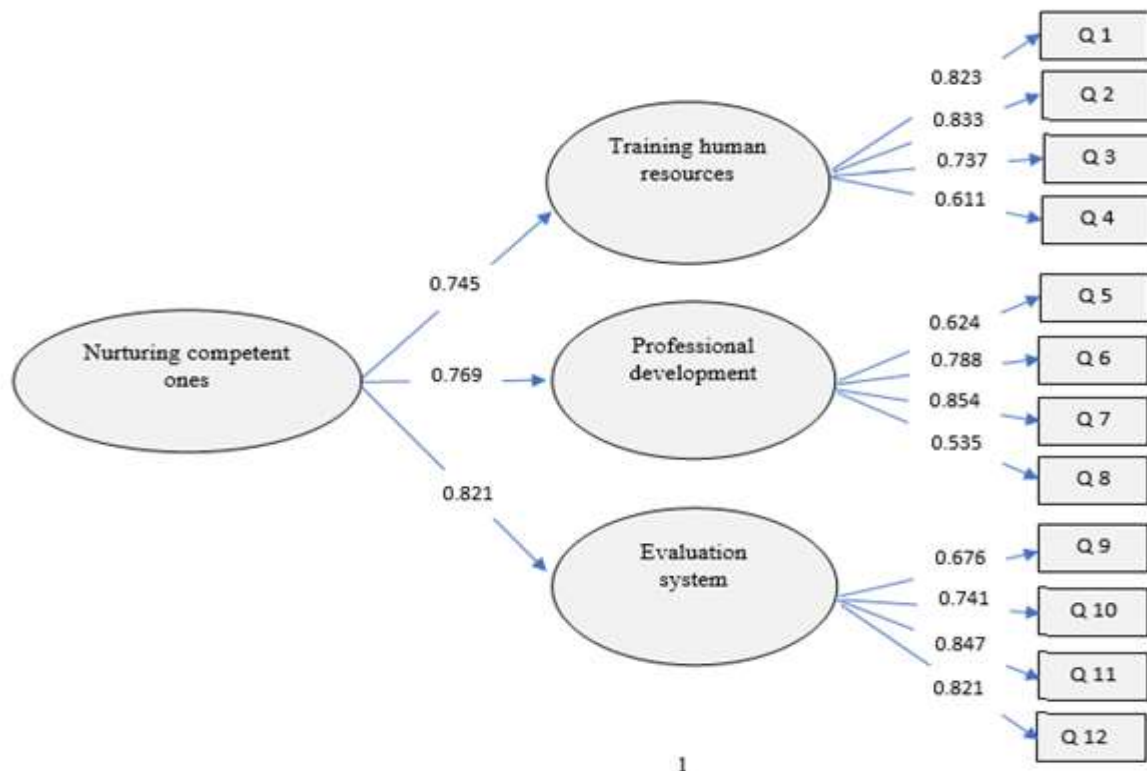 Q 1
0.823
Q 2
0.833
Training human
resources
0.737
Q 3
0.611
Q 4
0.745
Nurturing competent
ones
0.769
Professional
development
0.624
Q 5
0.788
Q 6
0.854
Q 7
0.535
Q 8
0.821
Evaluation
system
0.676
Q 9
0.741
Q 10
0.847
Q 11
0.821
Q 12
1